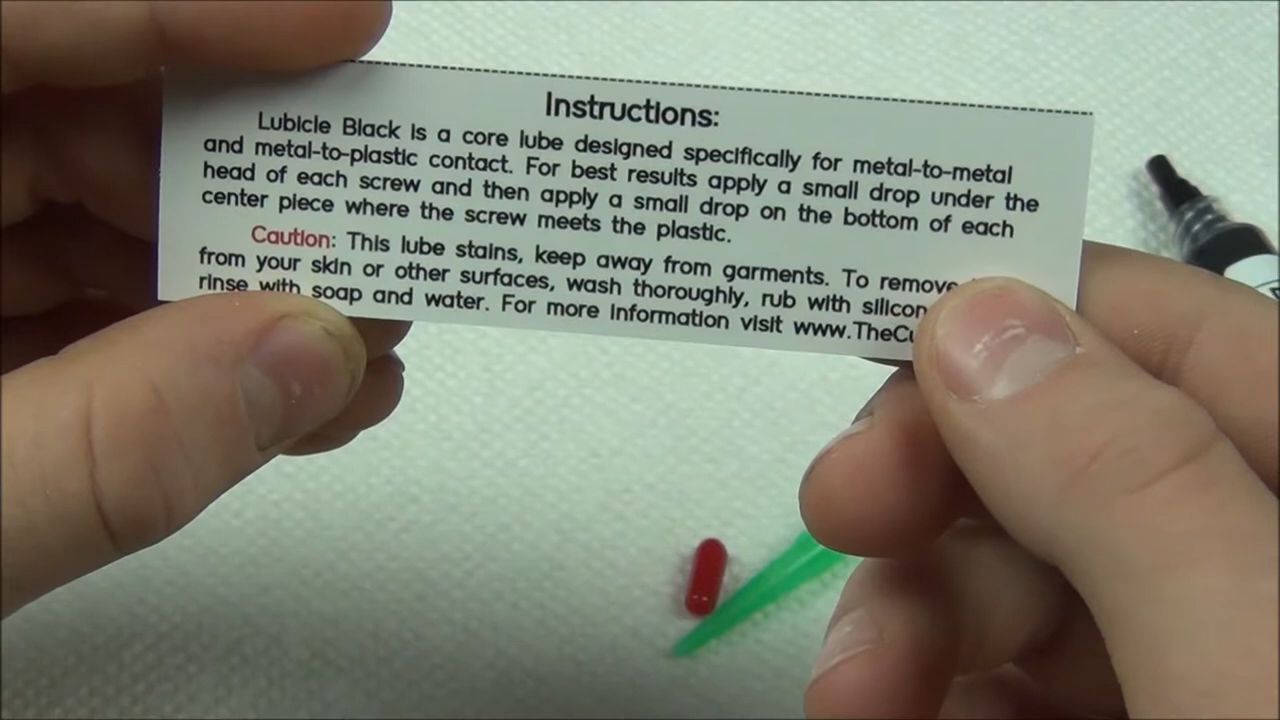 Instructions:
Lubicle Black is a core lube designed specifically for metal-to-metal
and metal-to-plastic contact. For best results apply a small drop under the
head of each screw and then apply a small drop on the bottom of each
center piece where the screw meets the plastic.
Caution: This lube stains, keep away from garments. To remove
from your skin or other surfaces, wash thoroughly, rub with
rinse with soap and water. For more information visit